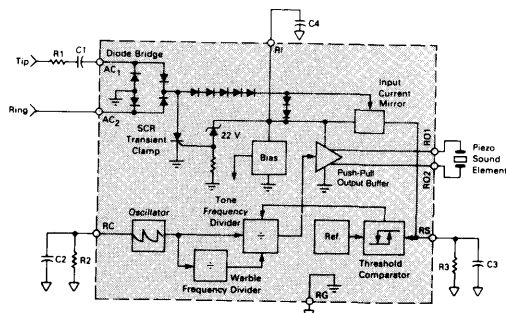 C4
RI
Tip
R1
C1
Diode Bridge
AC1
Ring
AC2
SCR
Transient
Clamp
22 V
Input
Current
Mirror
Bias
RO1
RO2
Piezo
Sound
Element
Push-Pull
Output Buffer
Tone
Frequency
Divider
RC
Oscillator
÷
Ref.
RS
C2
R2
÷
Warble
Frequency Divider
Threshold
Comparator
RG
R3
C3